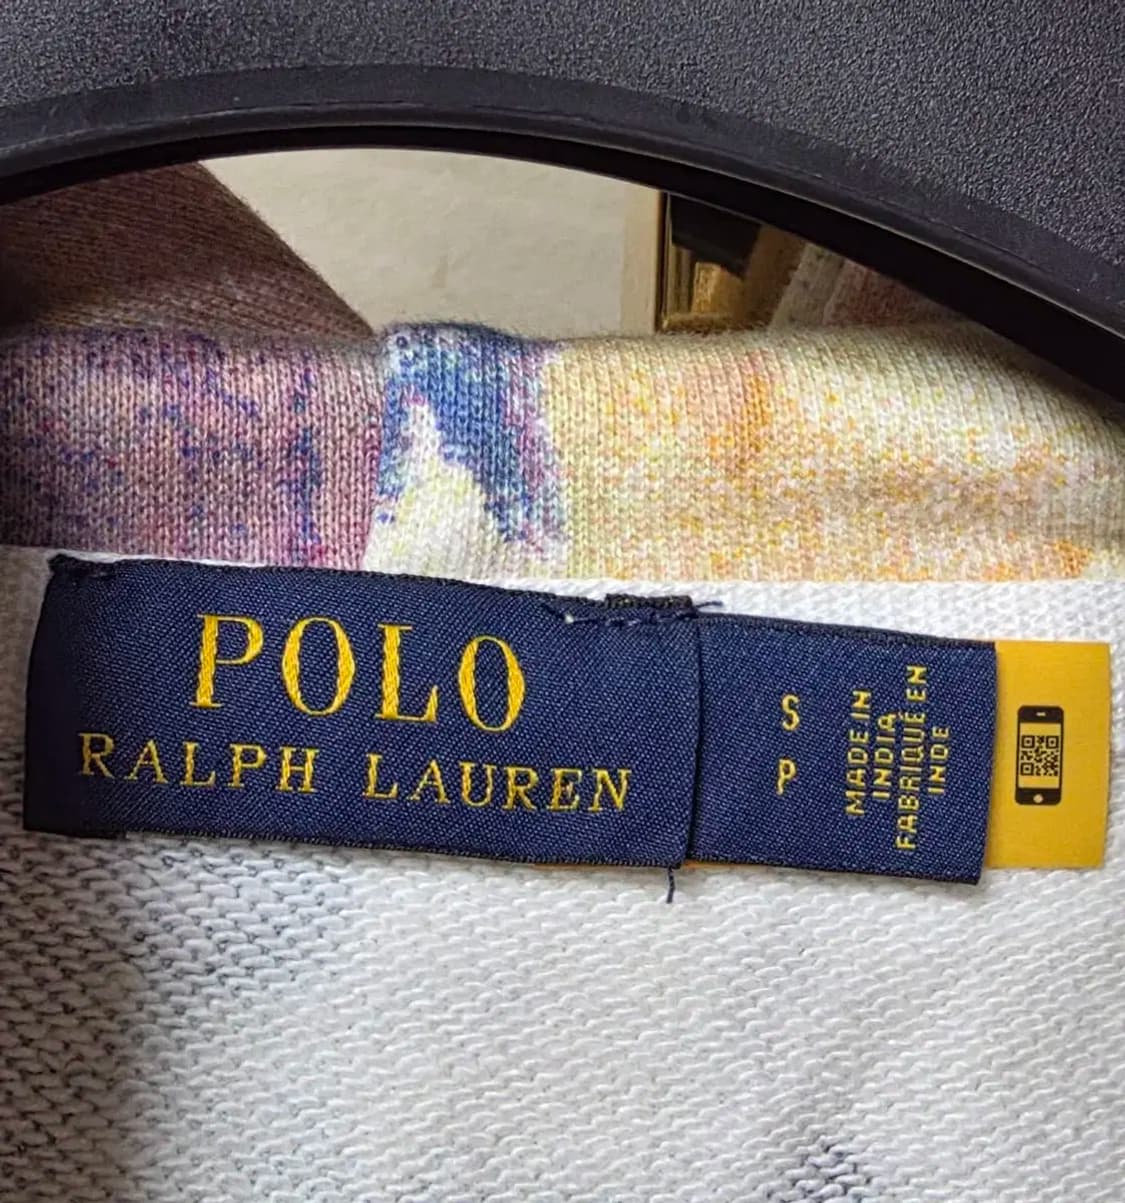 POLO
RALPH LAUREN
S
P
MADE IN
INDIA
FABRIQUÉ EN
INDE